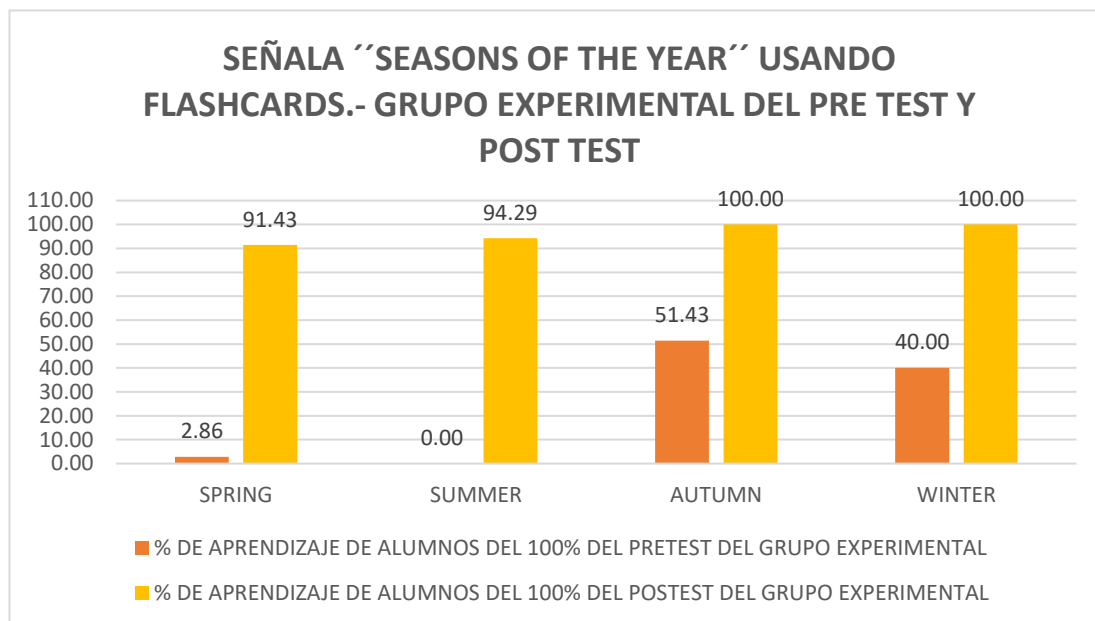 SEÑALA ´´SEASONS OF THE YEAR´´ USANDO
FLASHCARDS.- GRUPO EXPERIMENTAL DEL PRE TEST Y
POST TEST
110.00
100.00
90.00
80.00
70.00
60.00
50.00
40.00
30.00
20.00
10.00
0.00
2.86
91.43
0.00
94.29
51.43
100.00
40.00
100.00
SPRING
SUMMER
AUTUMN
WINTER
% DE APRENDIZAJE DE ALUMNOS DEL 100% DEL PRETEST DEL GRUPO EXPERIMENTAL
% DE APRENDIZAJE DE ALUMNOS DEL 100% DEL POSTEST DEL GRUPO EXPERIMENTAL